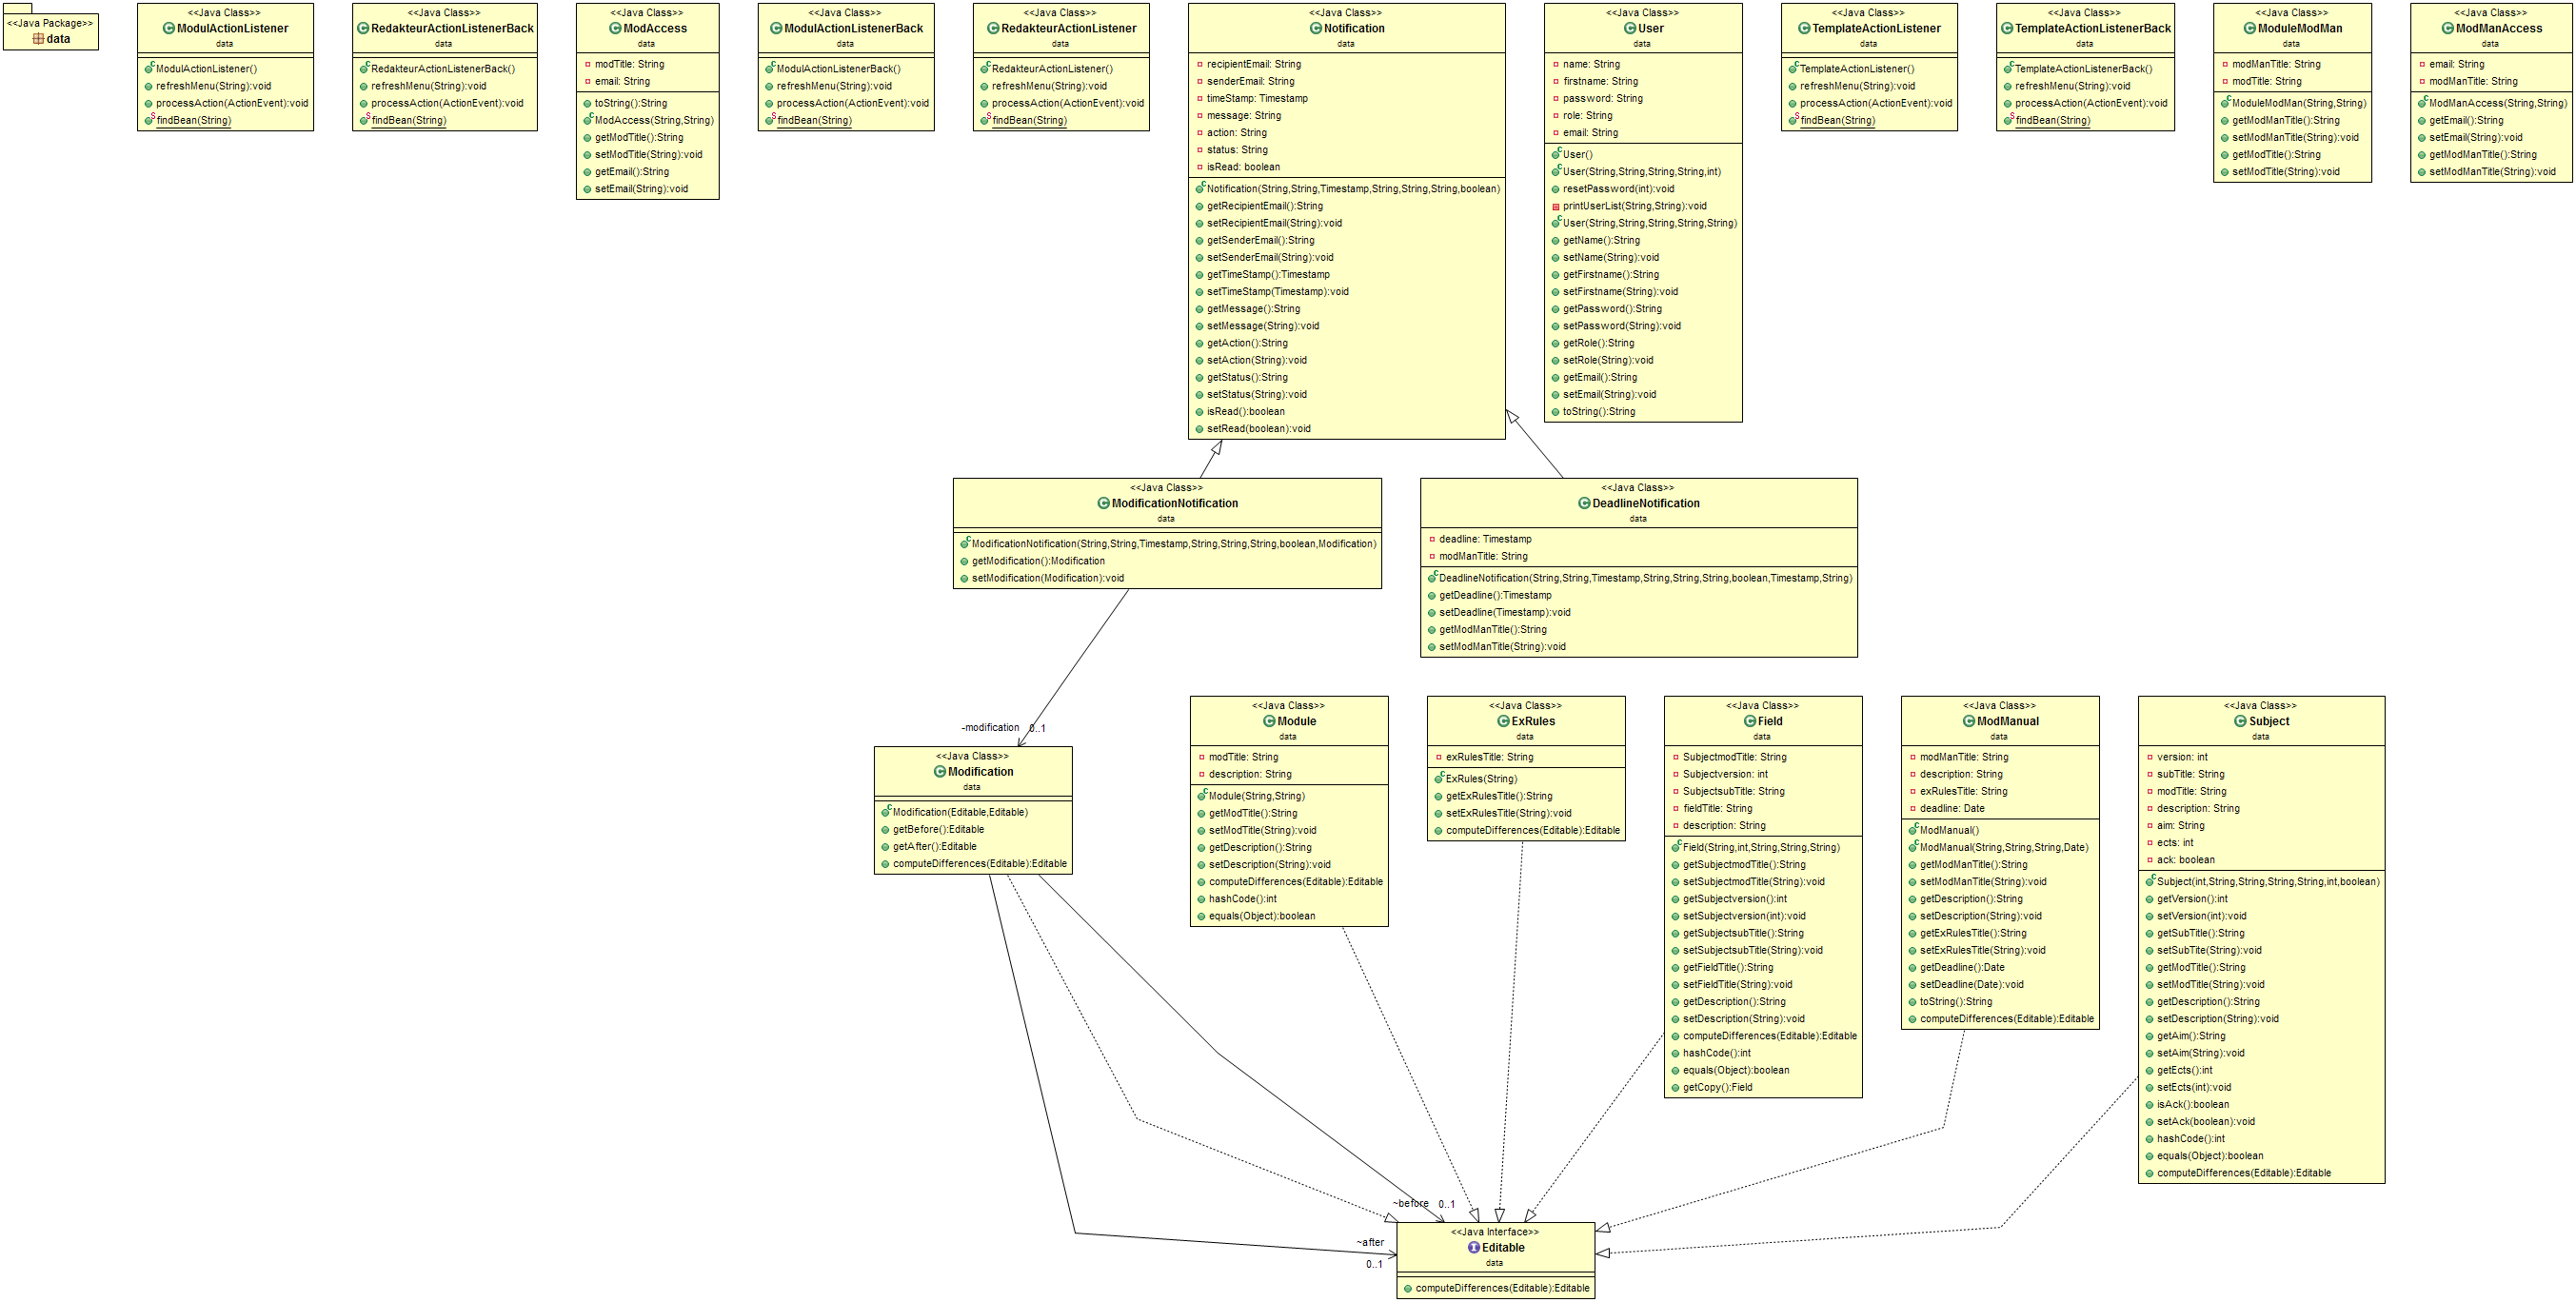 <<Java Package>>
data
<<Java Class>>
ModulActionListener
data
ModulActionListener()
refreshMenu(String):void
processAction(ActionEvent):void
findBean(String)
<<Java Class>>
RedakteurActionListenerBack
data
RedakteurActionListenerBack()
refreshMenu(String):void
processAction(ActionEvent):void
findBean(String)
<<Java Class>>
ModAccess
data
modTitle: String
email: String
toString():String
ModAccess(String,String)
getModTitle():String
setModTitle(String):void
getEmail():String
setEmail(String):void
<<Java Class>>
ModulActionListenerBack
data
ModulActionListenerBack()
refreshMenu(String):void
processAction(ActionEvent):void
findBean(String)
<<Java Class>>
RedakteurActionListener
data
RedakteurActionListener()
refreshMenu(String):void
processAction(ActionEvent):void
findBean(String)
<<Java Class>>
Notification
data
recipientEmail: String
senderEmail: String
timeStamp: Timestamp
message: String
action: String
status: String
isRead: boolean
Notification(String,String,Timestamp,String,String,String,boolean)
getRecipientEmail():String
setRecipientEmail(String):void
getSenderEmail():String
setSenderEmail(String):void
getTimeStamp():Timestamp
setTimeStamp(Timestamp):void
getMessage():String
setMessage(String):void
getAction():String
setAction(String):void
getStatus():String
setStatus(String):void
isRead():boolean
setRead(boolean):void
<<Java Class>>
User
data
name: String
firstname: String
password: String
role: String
email: String
User()
User(String,String,String,String,int)
resetPassword(int):void
printUserList(String,String):void
User(String,String,String,String,String)
getName():String
setName(String):void
getFirstname():String
setFirstname(String):void
getPassword():String
setPassword(String):void
getRole():String
setRole(String):void
getEmail():String
setEmail(String):void
toString():String
<<Java Class>>
TemplateActionListener
data
TemplateActionListener()
refreshMenu(String):void
processAction(ActionEvent):void
findBean(String)
<<Java Class>>
TemplateActionListenerBack
data
TemplateActionListenerBack()
refreshMenu(String):void
processAction(ActionEvent):void
findBean(String)
<<Java Class>>
ModuleModMan
data
modManTitle: String
modTitle: String
ModuleModMan(String,String)
getModManTitle():String
setModManTitle(String):void
getModTitle():String
setModTitle(String):void
<<Java Class>>
ModManAccess
data
email: String
modManTitle: String
ModManAccess(String,String)
getEmail():String
setEmail(String):void
getModManTitle():String
setModManTitle(String):void
<<Java Class>>
ModificationNotification
data
ModificationNotification(String,String,Timestamp,String,String,String,boolean,Modification)
getModification():Modification
setModification(Modification):void
<<Java Class>>
DeadlineNotification
data
deadline: Timestamp
modManTitle: String
DeadlineNotification(String,String,Timestamp,String,String,String,boolean,Timestamp,String)
getDeadline():Timestamp
setDeadline(Timestamp):void
getModManTitle():String
setModManTitle(String):void
-modification 0..1
<<Java Class>>
Modification
data
Modification(Editable,Editable)
getBefore():Editable
getAfter():Editable
computeDifferences(Editable):Editable
<<Java Class>>
Module
data
modTitle: String
description: String
Module(String,String)
getModTitle():String
setModTitle(String):void
getDescription():String
setDescription(String):void
computeDifferences(Editable):Editable
hashCode():int
equals(Object):boolean
<<Java Class>>
ExRules
data
exRulesTitle: String
ExRules(String)
getExRulesTitle():String
setExRulesTitle(String):void
computeDifferences(Editable):Editable
<<Java Class>>
Field
data
SubjectmodTitle: String
Subjectversion: int
SubjectsubTitle: String
fieldTitle: String
description: String
Field(String,int,String,String,String)
getSubjectmodTitle():String
setSubjectmodTitle(String):void
getSubjectversion():int
setSubjectversion(int):void
getSubjectsubTitle():String
setSubjectsubTitle(String):void
getFieldTitle():String
setFieldTitle(String):void
getDescription():String
setDescription(String):void
computeDifferences(Editable):Editable
hashCode():int
equals(Object):boolean
getCopy():Field
<<Java Class>>
ModManual
data
modManTitle: String
description: String
exRulesTitle: String
deadline: Date
ModManual()
ModManual(String,String,String,Date)
getModManTitle():String
setModManTitle(String):void
getDescription():String
setDescription(String):void
getExRulesTitle():String
setExRulesTitle(String):void
getDeadline():Date
setDeadline(Date):void
toString():String
computeDifferences(Editable):Editable
<<Java Class>>
Subject
data
version: int
subTitle: String
modTitle: String
description: String
aim: String
ects: int
ack: boolean
Subject(int,String,String,String,String,int,boolean)
getVersion():int
setVersion(int):void
getSubTitle():String
setSubTite(String):void
getModTitle():String
setModTitle(String):void
getDescription():String
setDescription(String):void
getAim():String
setAim(String):void
getEcts():int
setEcts(int):void
isAck():boolean
setAck(boolean):void
hashCode():int
equals(Object):boolean
computeDifferences(Editable):Editable
~before 0..1
~after
0..1
<<Java Interface>>
Editable
data
computeDifferences(Editable):Editable